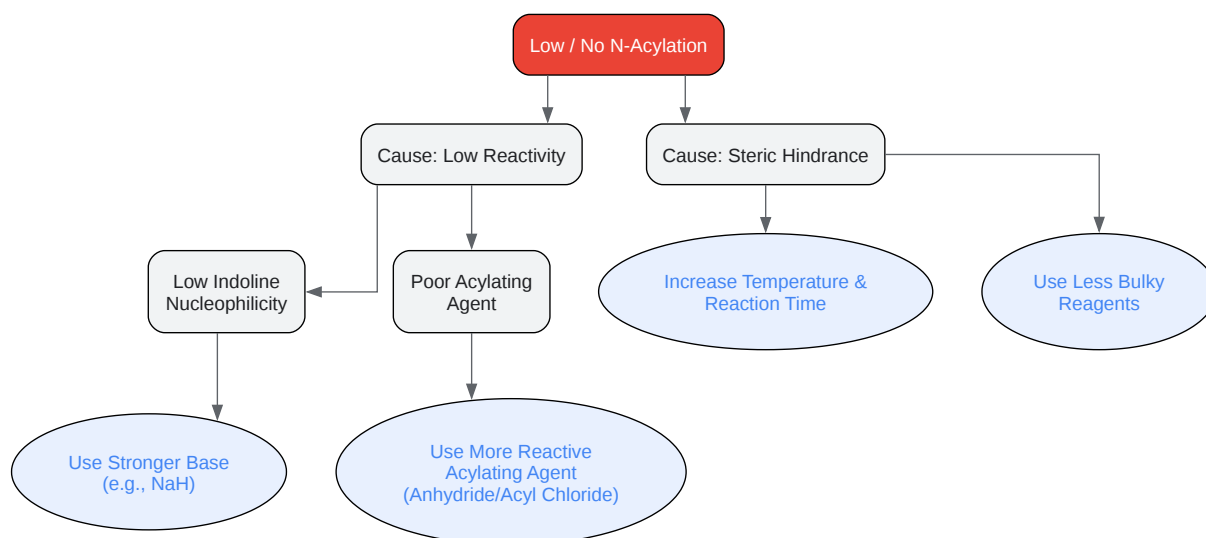 Low / No N-Acylation
Cause: Low Reactivity
Cause: Steric Hindrance
Low Indoline
Nucleophilicity
Poor Acylating
Agent
Increase Temperature &
Reaction Time
Use Less Bulky
Reagents
Use Stronger Base
(e.g., NaH)
Use More Reactive
Acylating Agent
(Anhydride/Acyl Chloride)